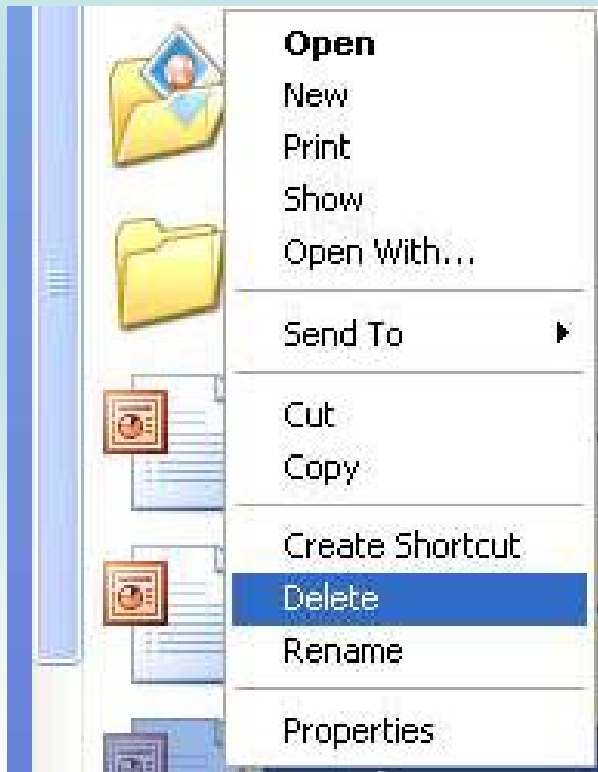 Open
New
Print
Show
Open With...
Send To
Cut
Copy
Create Shortcut
Delete
Rename
Properties